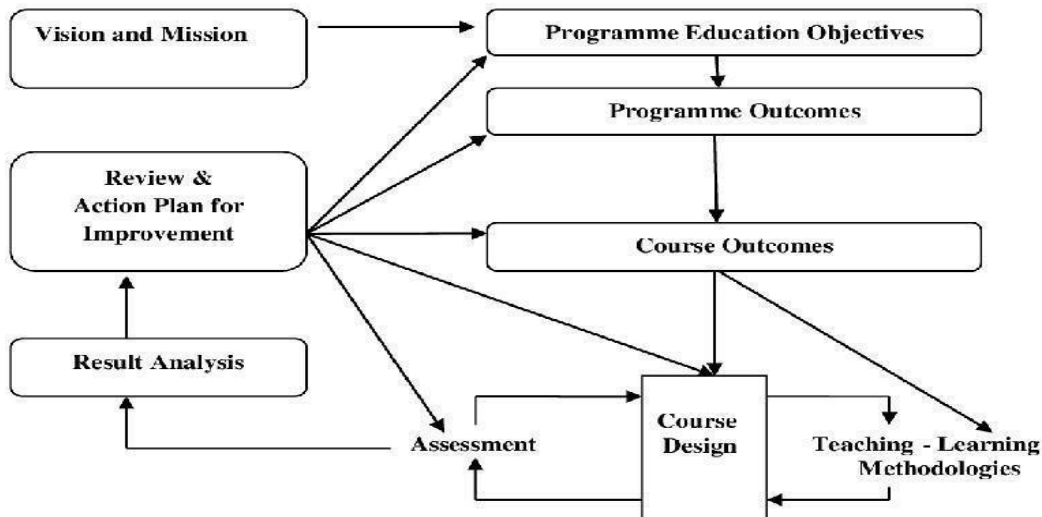 Vision and Mission
Programme Education Objectives
Programme Outcomes
Review &
Action Plan for
Improvement
Course Outcomes
Result Analysis
Assessment
Course
Design
Teaching - Learning
Methodologies